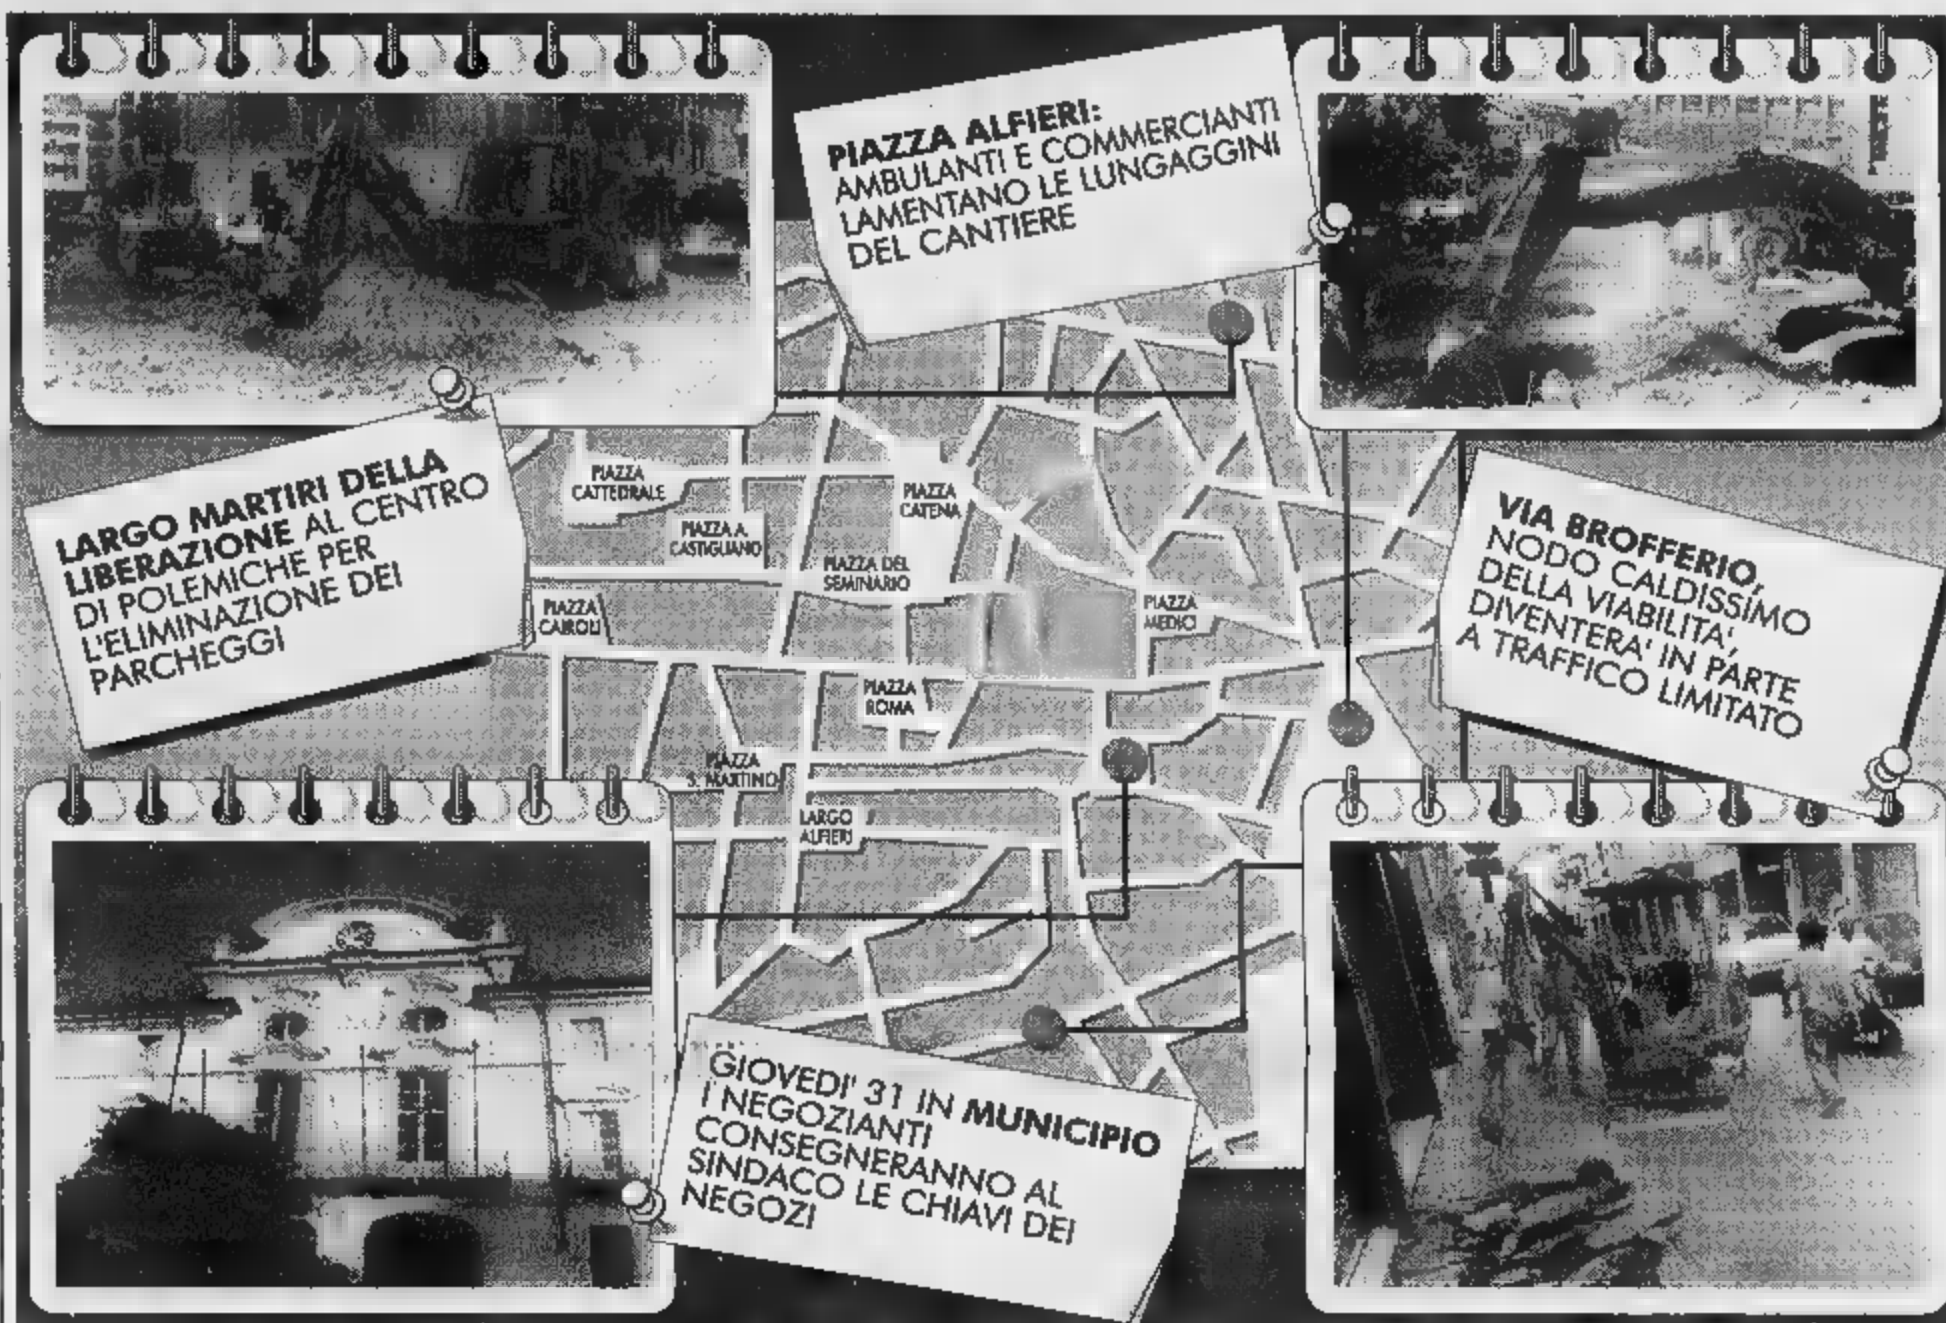 PIAZZA ALFIERI:
AMBULANTI E COMMERCIANTI
LAMENTANO LE LUNGAGGINI
DEL CANTIERE
LARGO MARTIRI DELLA
LIBERAZIONE AL CENTRO
DI POLEMICHE PER
L'ELIMINAZIONE DEI
PARCHEGGI
VIA BROFFERIO,
NODO CALDISSIMO
DELLA VIABILITA',
DIVENTERA' IN PARTE
A TRAFFICO LIMITATO
PIAZZA
CATTEDRALE
PIAZZA A.
CASTIGLIANO
PIAZZA
CATENA
PIAZZA DEL
SEMINARIO
PIAZZA
CAIROLI
PIAZZA
MEDICI
PIAZZA
ROMA
PIAZZA
S. MARTINO
LARGO
ALFIERI
GIOVEDI' 31 IN MUNICIPIO
I NEGOZIANTI
CONSEGNERANNO AL
SINDACO LE CHIAVI DEI
NEGOZI